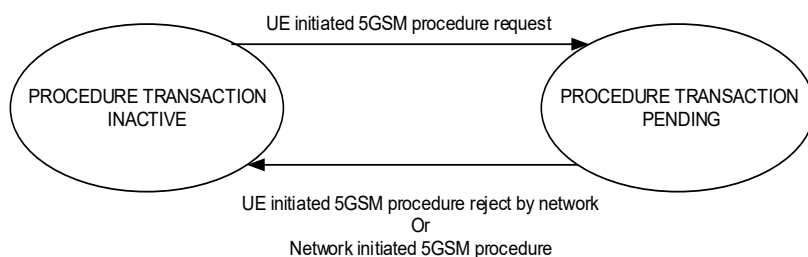 UE initiated 5GSM procedure request
PROCEDURE TRANSACTION
INACTIVE
PROCEDURE TRANSACTION
PENDING
UE initiated 5GSM procedure reject by network
Or
Network initiated 5GSM procedure